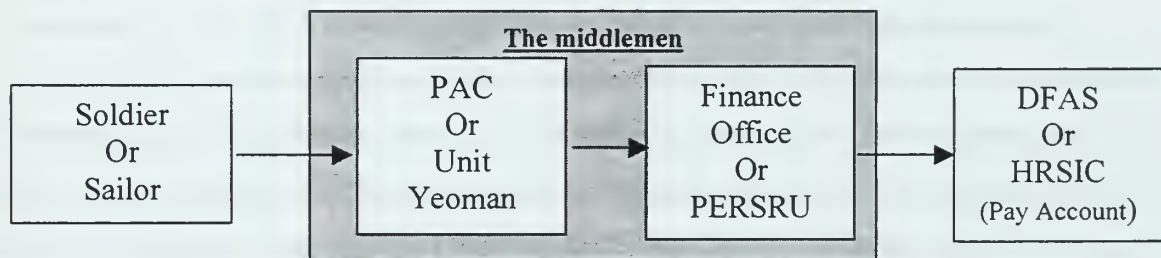 The middlemen
Soldier
Or
Sailor
PAC
Or
Unit
Yeoman
Finance
Office
Or
PERSRU
DFAS
Or
HRSIC
(Pay Account)